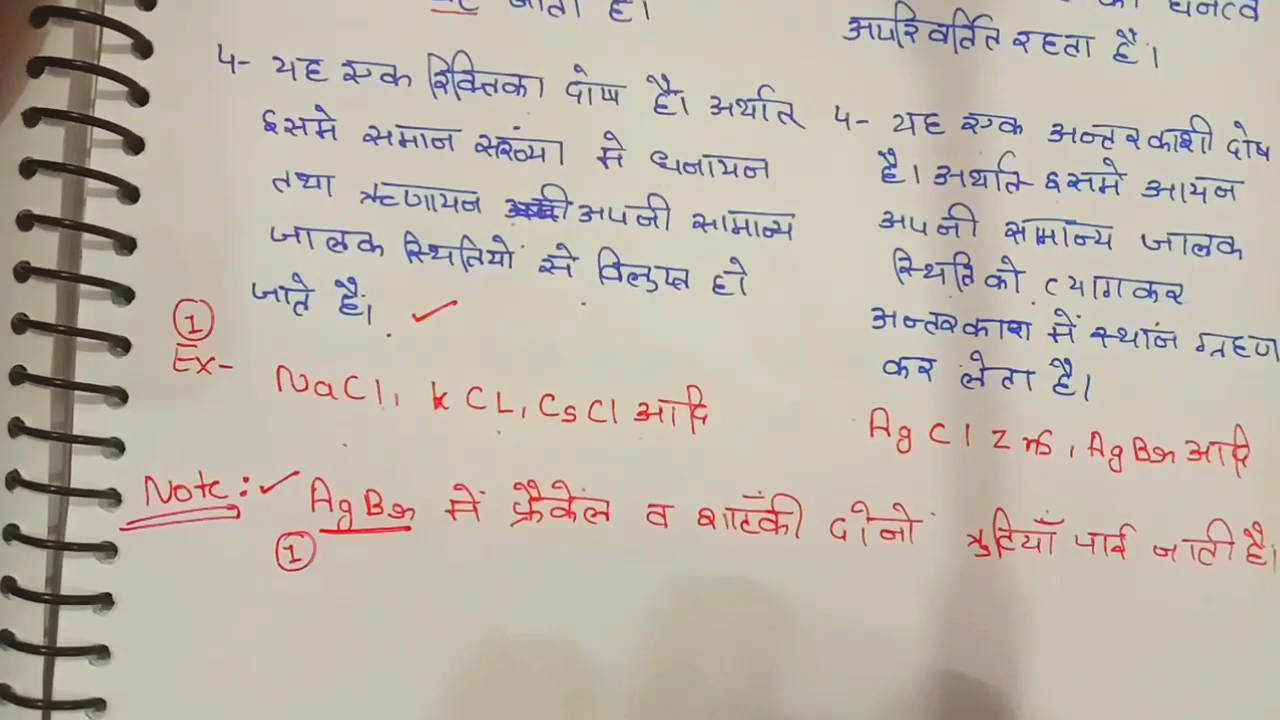 जाता है।
4- यह एक रिक्तिका दोष है। अर्थात
इसमे समान संख्या मे धनायन
तथा ऋणायन अपनी सामान्य
जालक स्थितियों से विलुप्त हो
जाते है।
①
Ex- NaCl, KCL, CsCl आदि
घनत्व
अपरिवर्तित रहता है।
4- यह एक अन्तरकाशी दोष
है। अर्थात इसमे आयन
अपनी सामान्य जालक
स्थिति को त्यागकर
अन्तरकाश में स्थान ग्रहण
कर लेता है।
AgCl ZnS, AgBr आदि
Note:✓ AgBr में फ्रैंकेल व शाटॅकी दोनो त्रुटियाँ पाई जाती है।
①